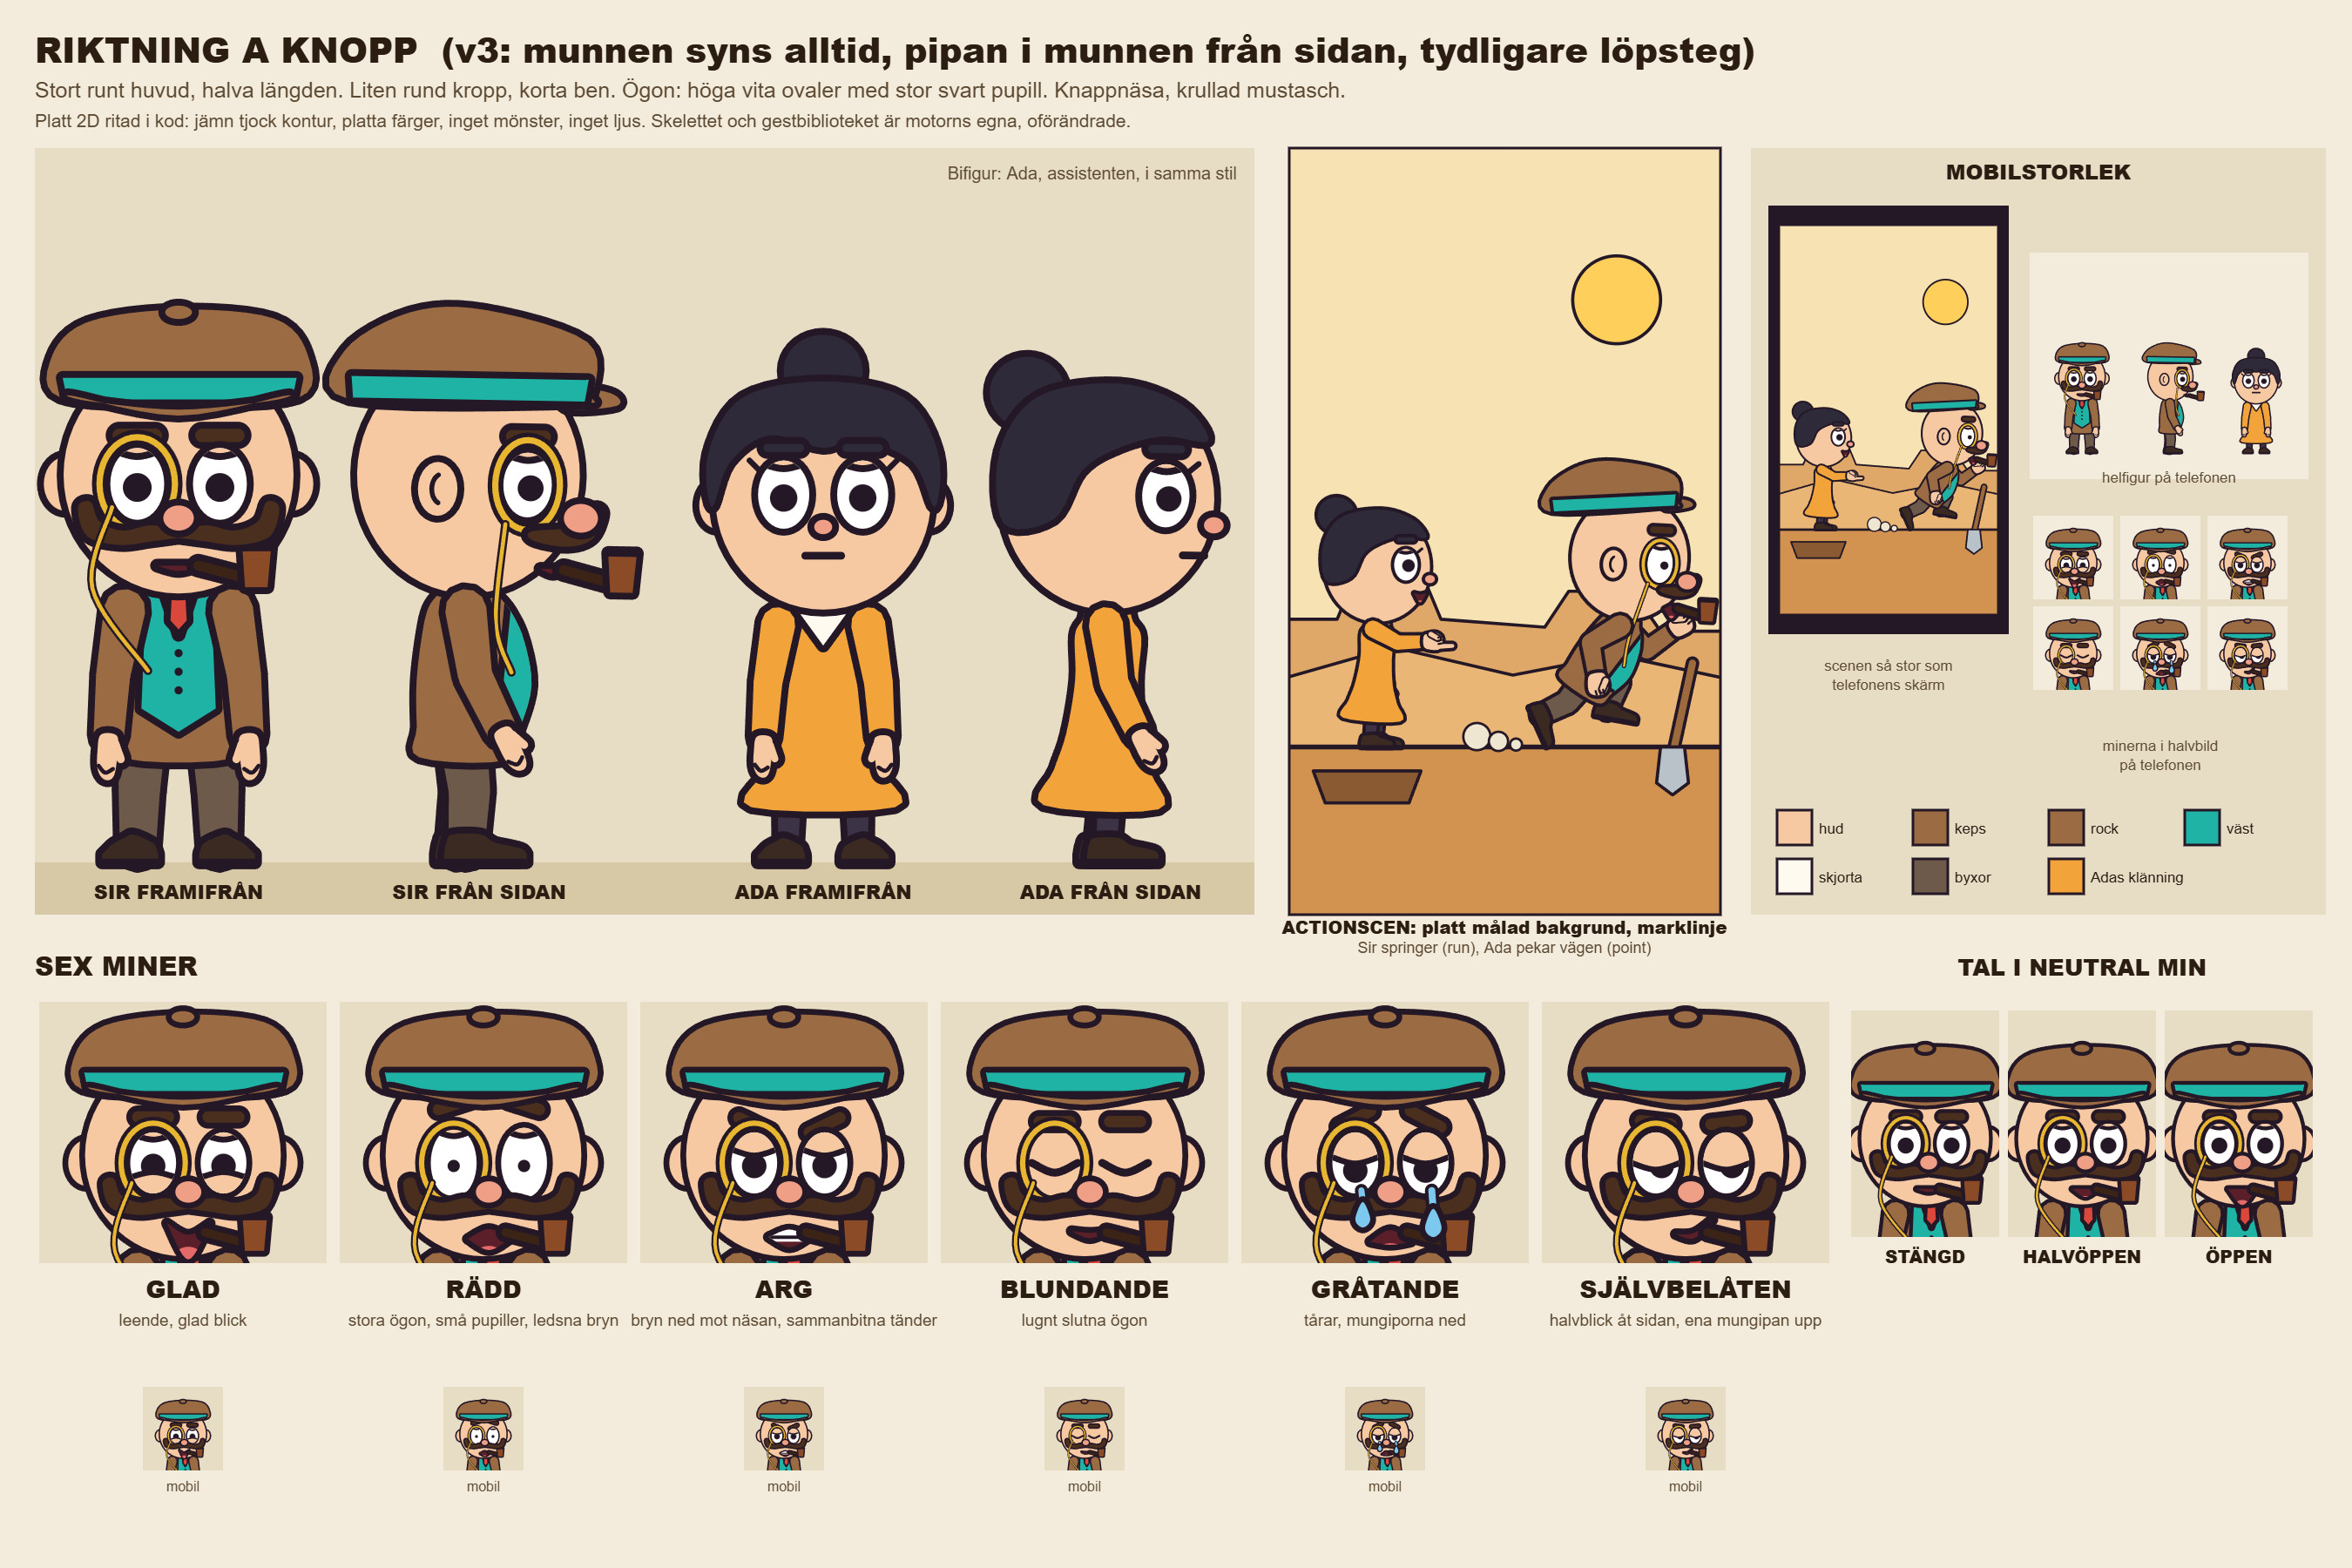 RIKTNING A KNOPP  (v3: munnen syns alltid, pipan i munnen från sidan, tydligare löpsteg)
Stort runt huvud, halva längden. Liten rund kropp, korta ben. Ögon: höga vita ovaler med stor svart pupill. Knappnäsa, krullad mustasch.
Platt 2D ritad i kod: jämn tjock kontur, platta färger, inget mönster, inget ljus. Skelettet och gestbiblioteket är motorns egna, oförändrade.
Bifigur: Ada, assistenten, i samma stil
SIR FRAMIFRÅN
SIR FRÅN SIDAN
ADA FRAMIFRÅN
ADA FRÅN SIDAN
ACTIONSCEN: platt målad bakgrund, marklinje
Sir springer (run), Ada pekar vägen (point)
MOBILSTORLEK
helfigur på telefonen
scenen så stor som
telefonens skärm
minerna i halvbild
på telefonen
hud
keps
rock
väst
skjorta
byxor
Adas klänning
SEX MINER
GLAD
leende, glad blick
RÄDD
stora ögon, små pupiller, ledsna bryn
ARG
bryn ned mot näsan, sammanbitna tänder
BLUNDANDE
lugnt slutna ögon
GRÅTANDE
tårar, mungiporna ned
SJÄLVBELÅTEN
halvblick åt sidan, ena mungipan upp
TAL I NEUTRAL MIN
STÄNGD
HALVÖPPEN
ÖPPEN
mobil
mobil
mobil
mobil
mobil
mobil